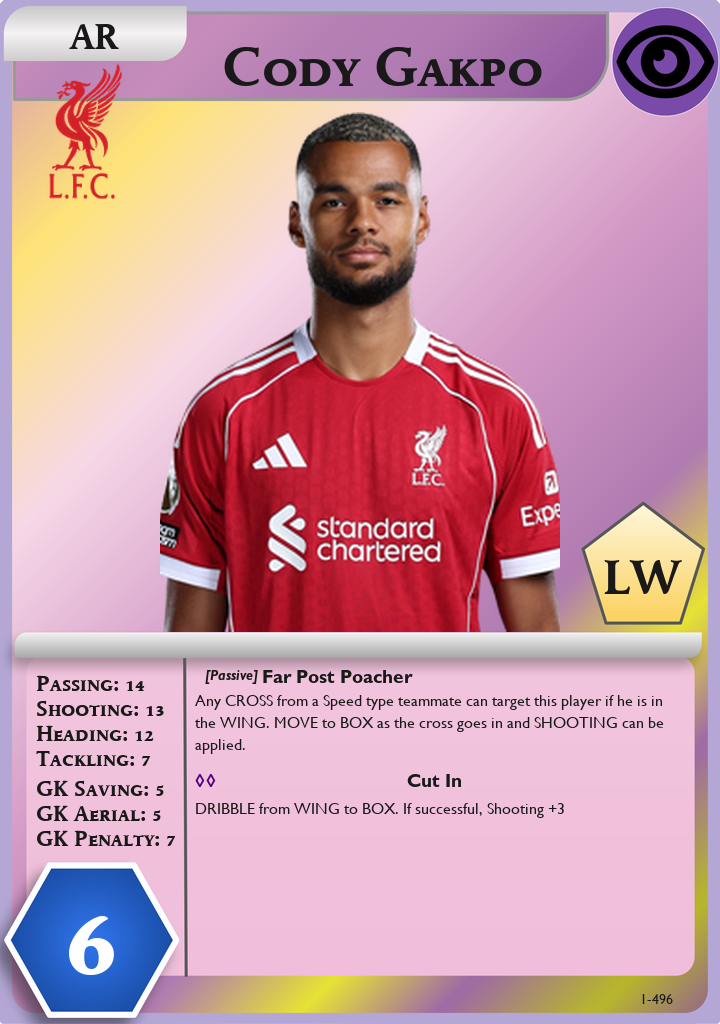 AR
Cody Gakpo
L.F.C.
L.F.C.
Expe
standard
chartered
LW
Passing: 14
Shooting: 13
Heading: 12
Tackling: 7
GK Saving: 5
GK Aerial: 5
GK Penalty: 7
6
[Passive] Far Post Poacher
Any CROSS from a Speed type teammate can target this player if he is in
the WING. MOVE to BOX as the cross goes in and SHOOTING can be
applied.
◊◊ Cut In
DRIBBLE from WING to BOX. If successful, Shooting +3
1-496